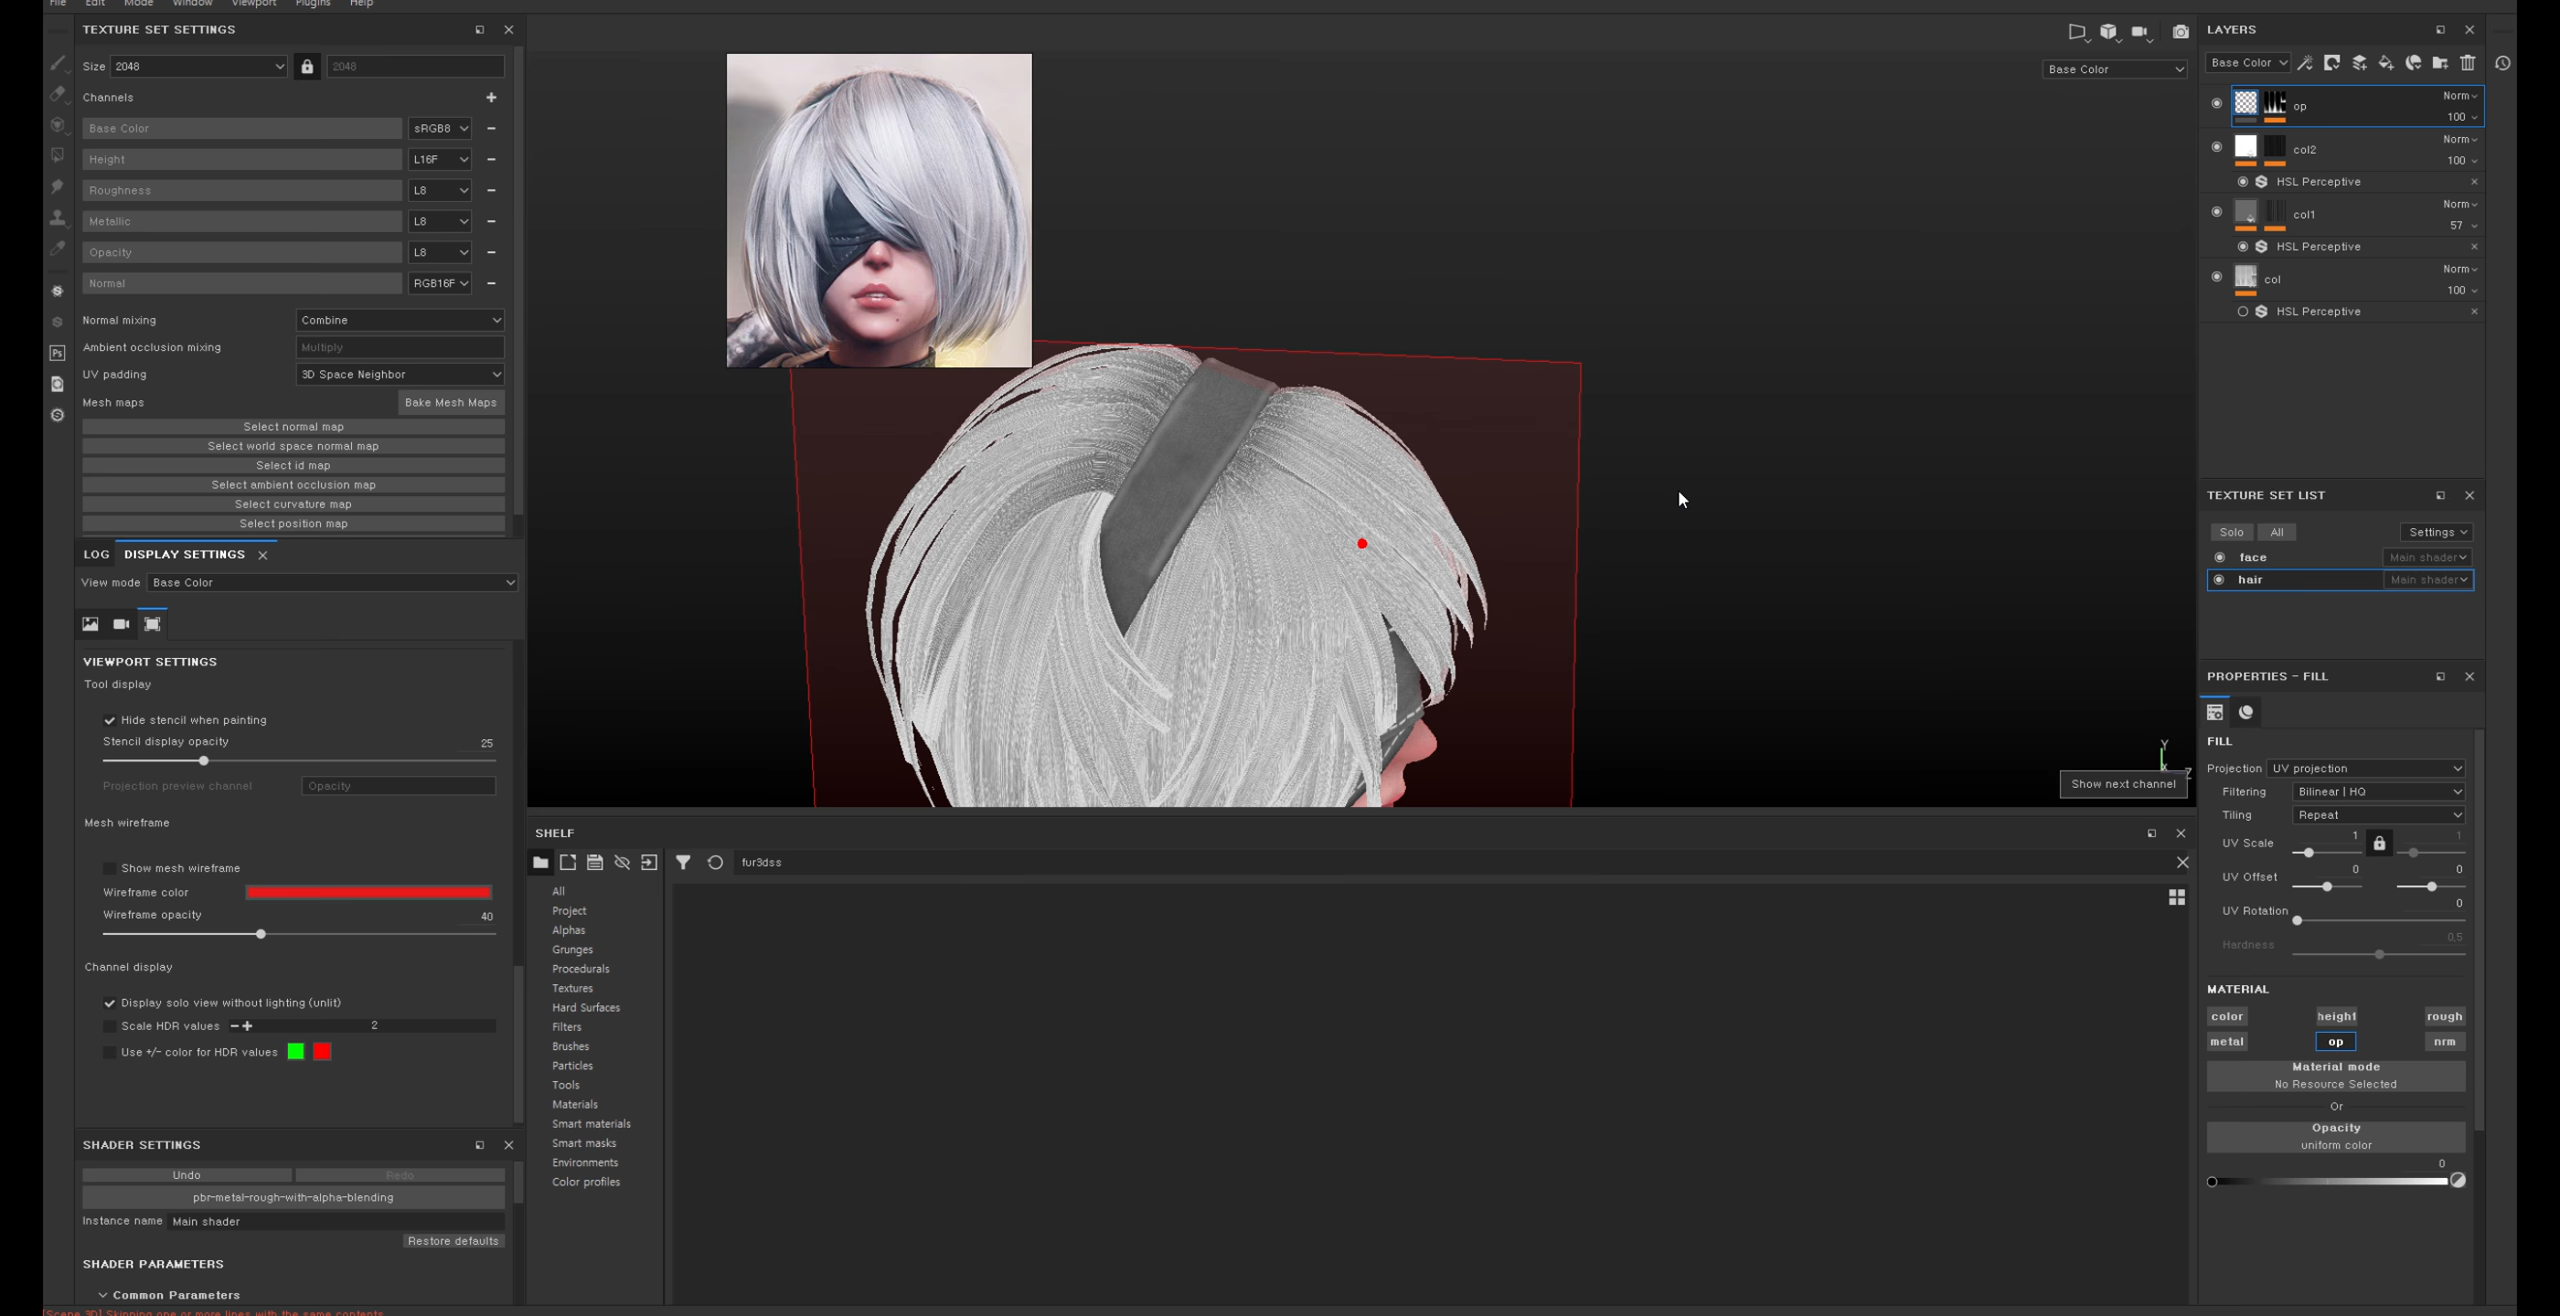 File Edit Mode Window Viewport Plugins Help
TEXTURE SET SETTINGS
Size 2048 2048
Channels
Base Color sRGB8
Height L16F
Roughness L8
Metallic L8
Opacity L8
Normal RGB16F
Normal mixing Combine
Ambient occlusion mixing Multiply
UV padding 3D Space Neighbor
Mesh maps Bake Mesh Maps
Select normal map
Select world space normal map
Select id map
Select ambient occlusion map
Select curvature map
Select position map
LOG DISPLAY SETTINGS
View mode Base Color
VIEWPORT SETTINGS
Tool display
Hide stencil when painting
Stencil display opacity 25
Projection preview channel Opacity
Mesh wireframe
Show mesh wireframe
Wireframe color
Wireframe opacity 40
Channel display
Display solo view without lighting (unlit)
Scale HDR values 2
Use +/- color for HDR values
SHADER SETTINGS
Undo Redo
pbr-metal-rough-with-alpha-blending
Instance name Main shader
Restore defaults
SHADER PARAMETERS
Common Parameters
[Scene 3D] Skipping one or more lines with the same contents
Base Color
Y
Z
Show next channel
SHELF
fur3dss
All
Project
Alphas
Grunges
Procedurals
Textures
Hard Surfaces
Filters
Brushes
Particles
Tools
Materials
Smart materials
Smart masks
Environments
Color profiles
LAYERS
Base Color
op Norm 100
col2 Norm 100
HSL Perceptive
col1 Norm 57
HSL Perceptive
col Norm 100
HSL Perceptive
TEXTURE SET LIST
Solo All Settings
face Main shader
hair Main shader
PROPERTIES - FILL
FILL
Projection UV projection
Filtering Bilinear | HQ
Tiling Repeat
UV Scale 1 1
UV Offset 0 0
UV Rotation 0
Hardness 0,5
MATERIAL
color height rough
metal op nrm
Material mode
No Resource Selected
Or
Opacity
uniform color
0